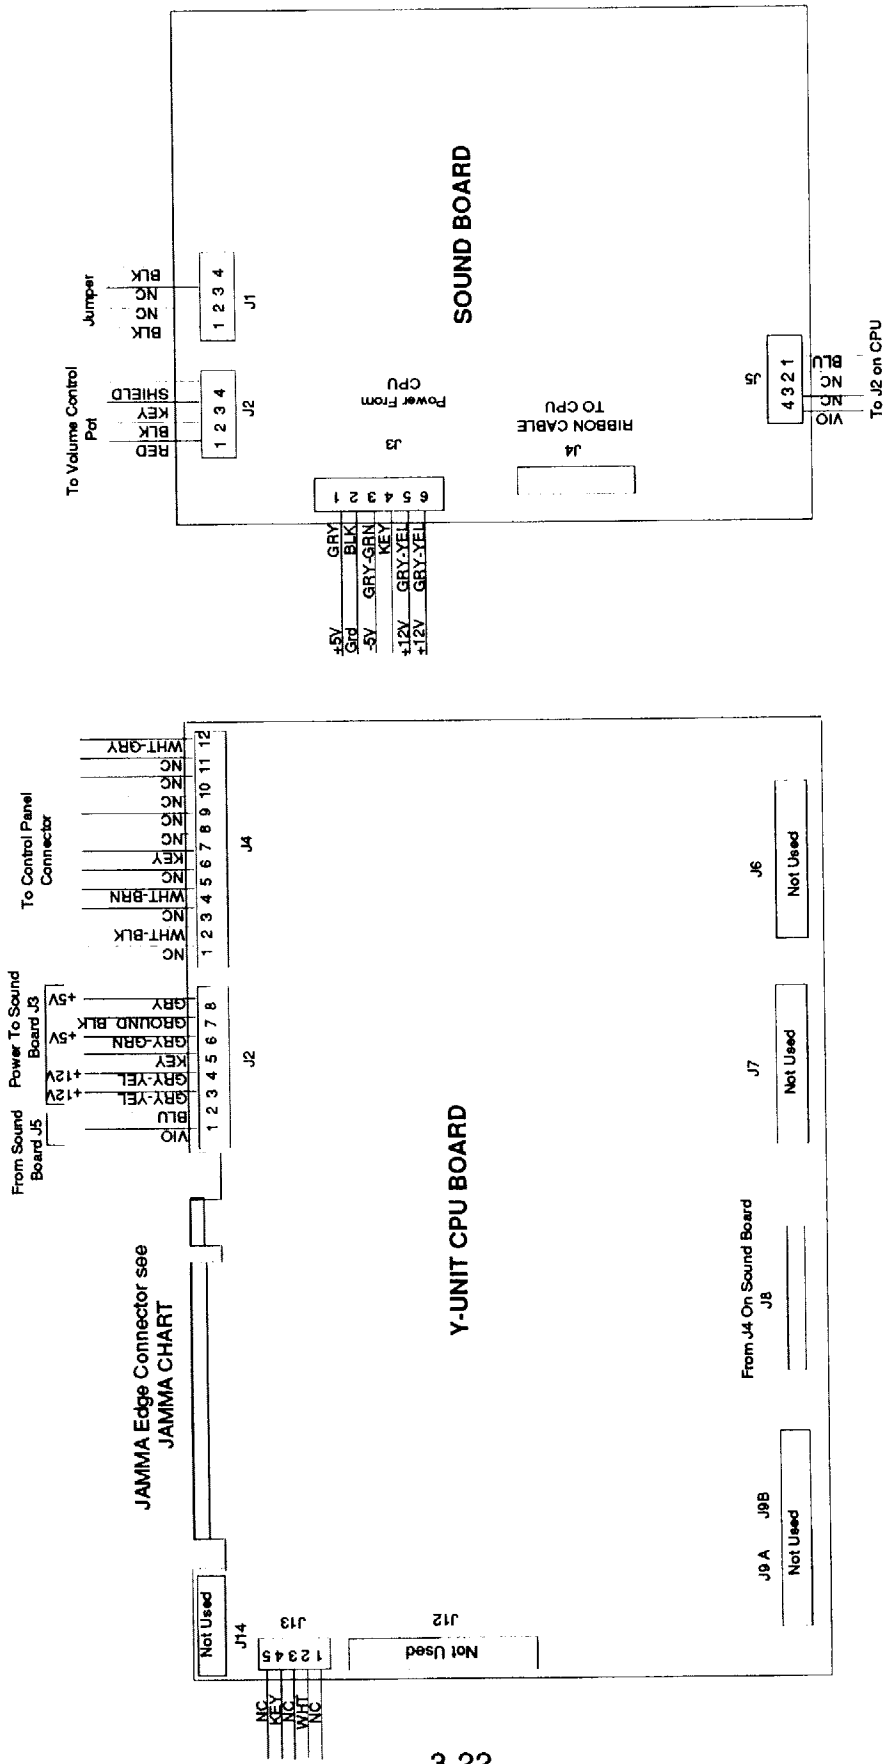 JAMMA Edge Connector see
JAMMA CHART
From Sound
Board J5
Power To Sound
Board J3
+12V
+12V
+5V
+5V
VIO
BLU
GRY-YEL
GRY-YEL
KEY
GRY-GRN
GROUND BLK
GRY
1 2 3 4 5 6 7 8
J2
To Control Panel
Connector
NC
WHT-BLK
NC
WHT-BRN
NC
KEY
NC
NC
NC
NC
NC
WHT-GRY
1 2 3 4 5 6 7 8 9 10 11 12
J4
Not Used
J14
NC
KEY
NC
WHT
NC
5 4 3 2 1
J13
Not Used
J12
Y-UNIT CPU BOARD
J9 A J9B
Not Used
From J4 On Sound Board
J8
J7
Not Used
J6
Not Used
To Volume Control
Pot
RED
BLK
KEY
SHIELD
1 2 3 4
J2
Jumper
BLK
NC
NC
BLK
1 2 3 4
J1
+5V GRY 1
Grd BLK 2
-5V GRY-GRN 3
KEY 4
+12V GRY-YEL 5
+12V GRY-YEL 6
J3
Power From
CPU
SOUND BOARD
J4
RIBBON CABLE
TO CPU
J5
4 3 2 1
VIO
NC
NC
BLU
To J2 on CPU
3-22